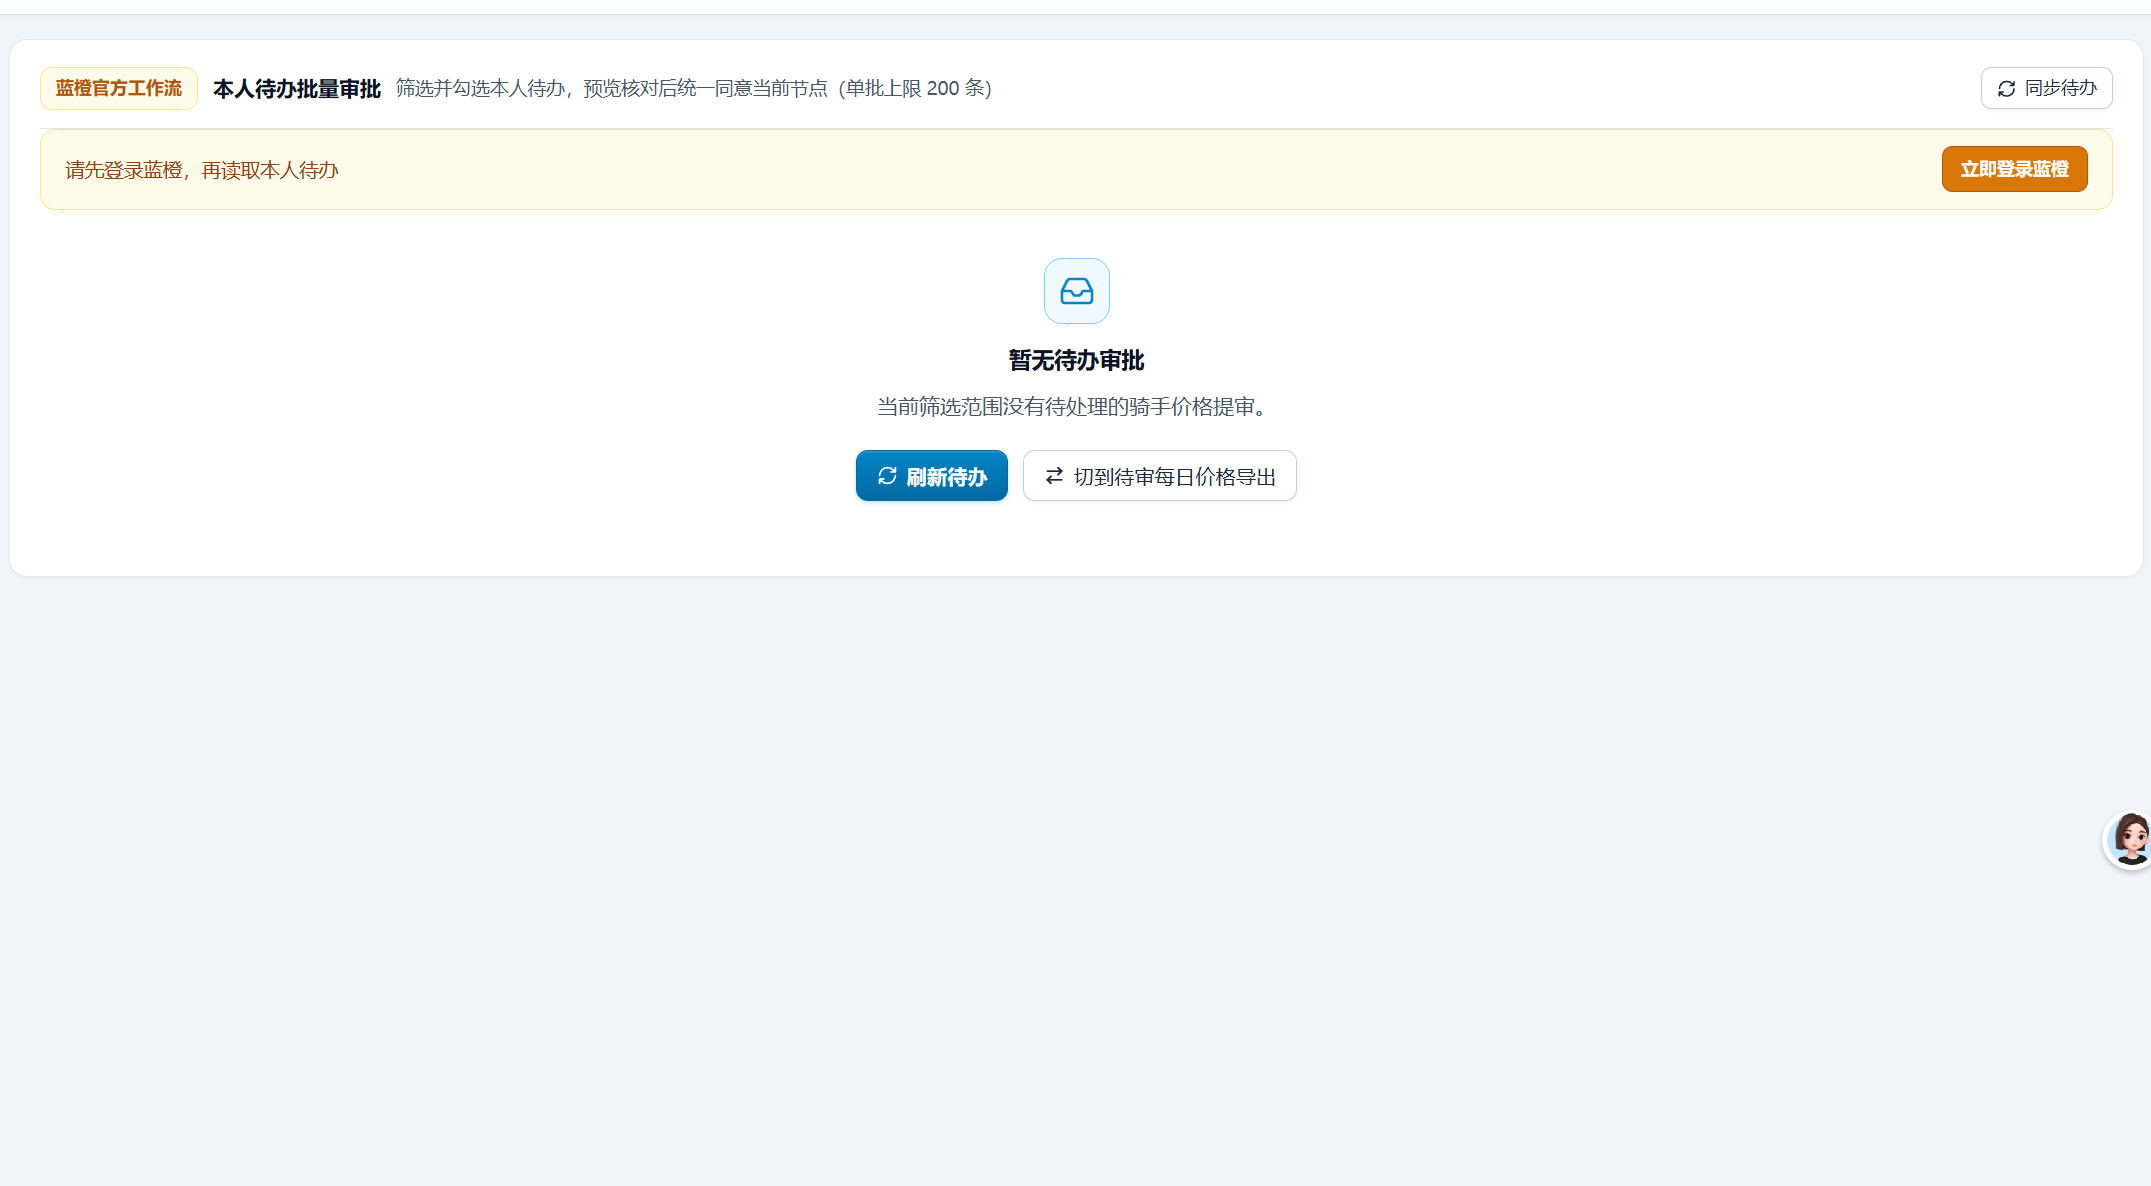 蓝橙官方工作流 本人待办批量审批 筛选并勾选本人待办，预览核对后统一同意当前节点（单批上限 200 条） 同步待办
请先登录蓝橙，再读取本人待办 立即登录蓝橙
暂无待办审批
当前筛选范围没有待处理的骑手价格提审。
刷新待办 切到待审每日价格导出